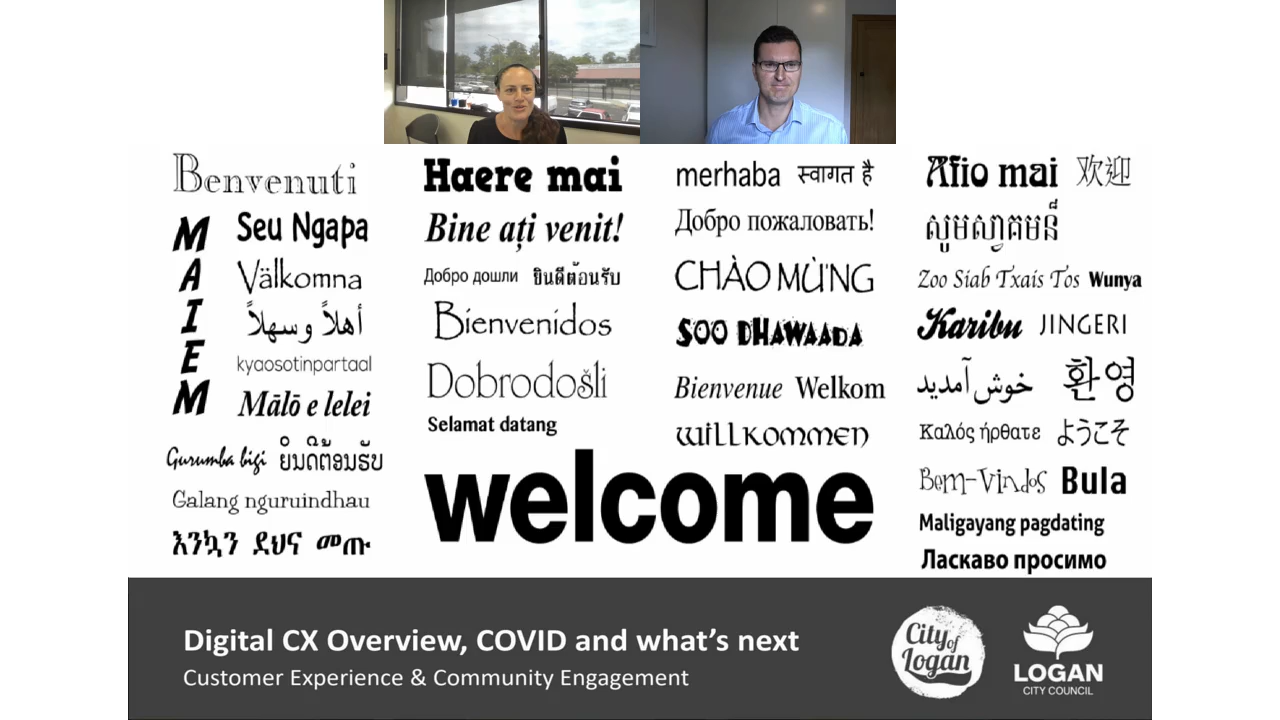 Benvenuti
MAIEM
Seu Ngapa
Välkomna
أهلاً وسهلاً
kyaosotinpartaal
Mālō e lelei
Gurumba bigi
ຍິນດີຕ້ອນຮັບ
Galang nguruindhau
እንኳን ደህና መጡ
Haere mai
Bine ați venit!
Добро дошли
ยินดีต้อนรับ
Bienvenidos
Dobrodošli
Selamat datang
merhaba
स्वागत है
Добро пожаловать!
CHÀO MỪNG
SOO DHAWAADA
Bienvenue
Welkom
willkommen
welcome
Afio mai
欢迎
សូមស្វាគមន៍
Zoo Siab Txais Tos
Wunya
Karibu
JINGERI
خوش آمدید
환영
Καλός ήρθατε
ようこそ
Bem-Vindos
Bula
Maligayang pagdating
Ласкаво просимо
Digital CX Overview, COVID and what's next
Customer Experience & Community Engagement
City of Logan
LOGAN
CITY COUNCIL